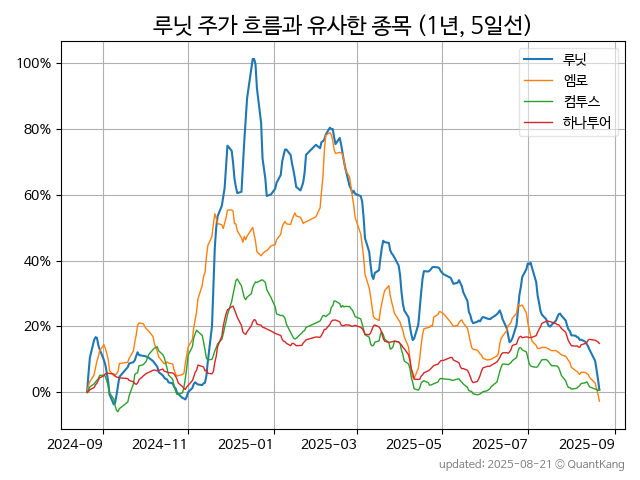 루닛 주가 흐름과 유사한 종목 (1년, 5일선)
루닛
엠로
컴투스
하나투어
100%
80%
60%
40%
20%
0%
2024-09 2024-11 2025-01 2025-03 2025-05 2025-07 2025-09
updated: 2025-08-21 © QuantKang